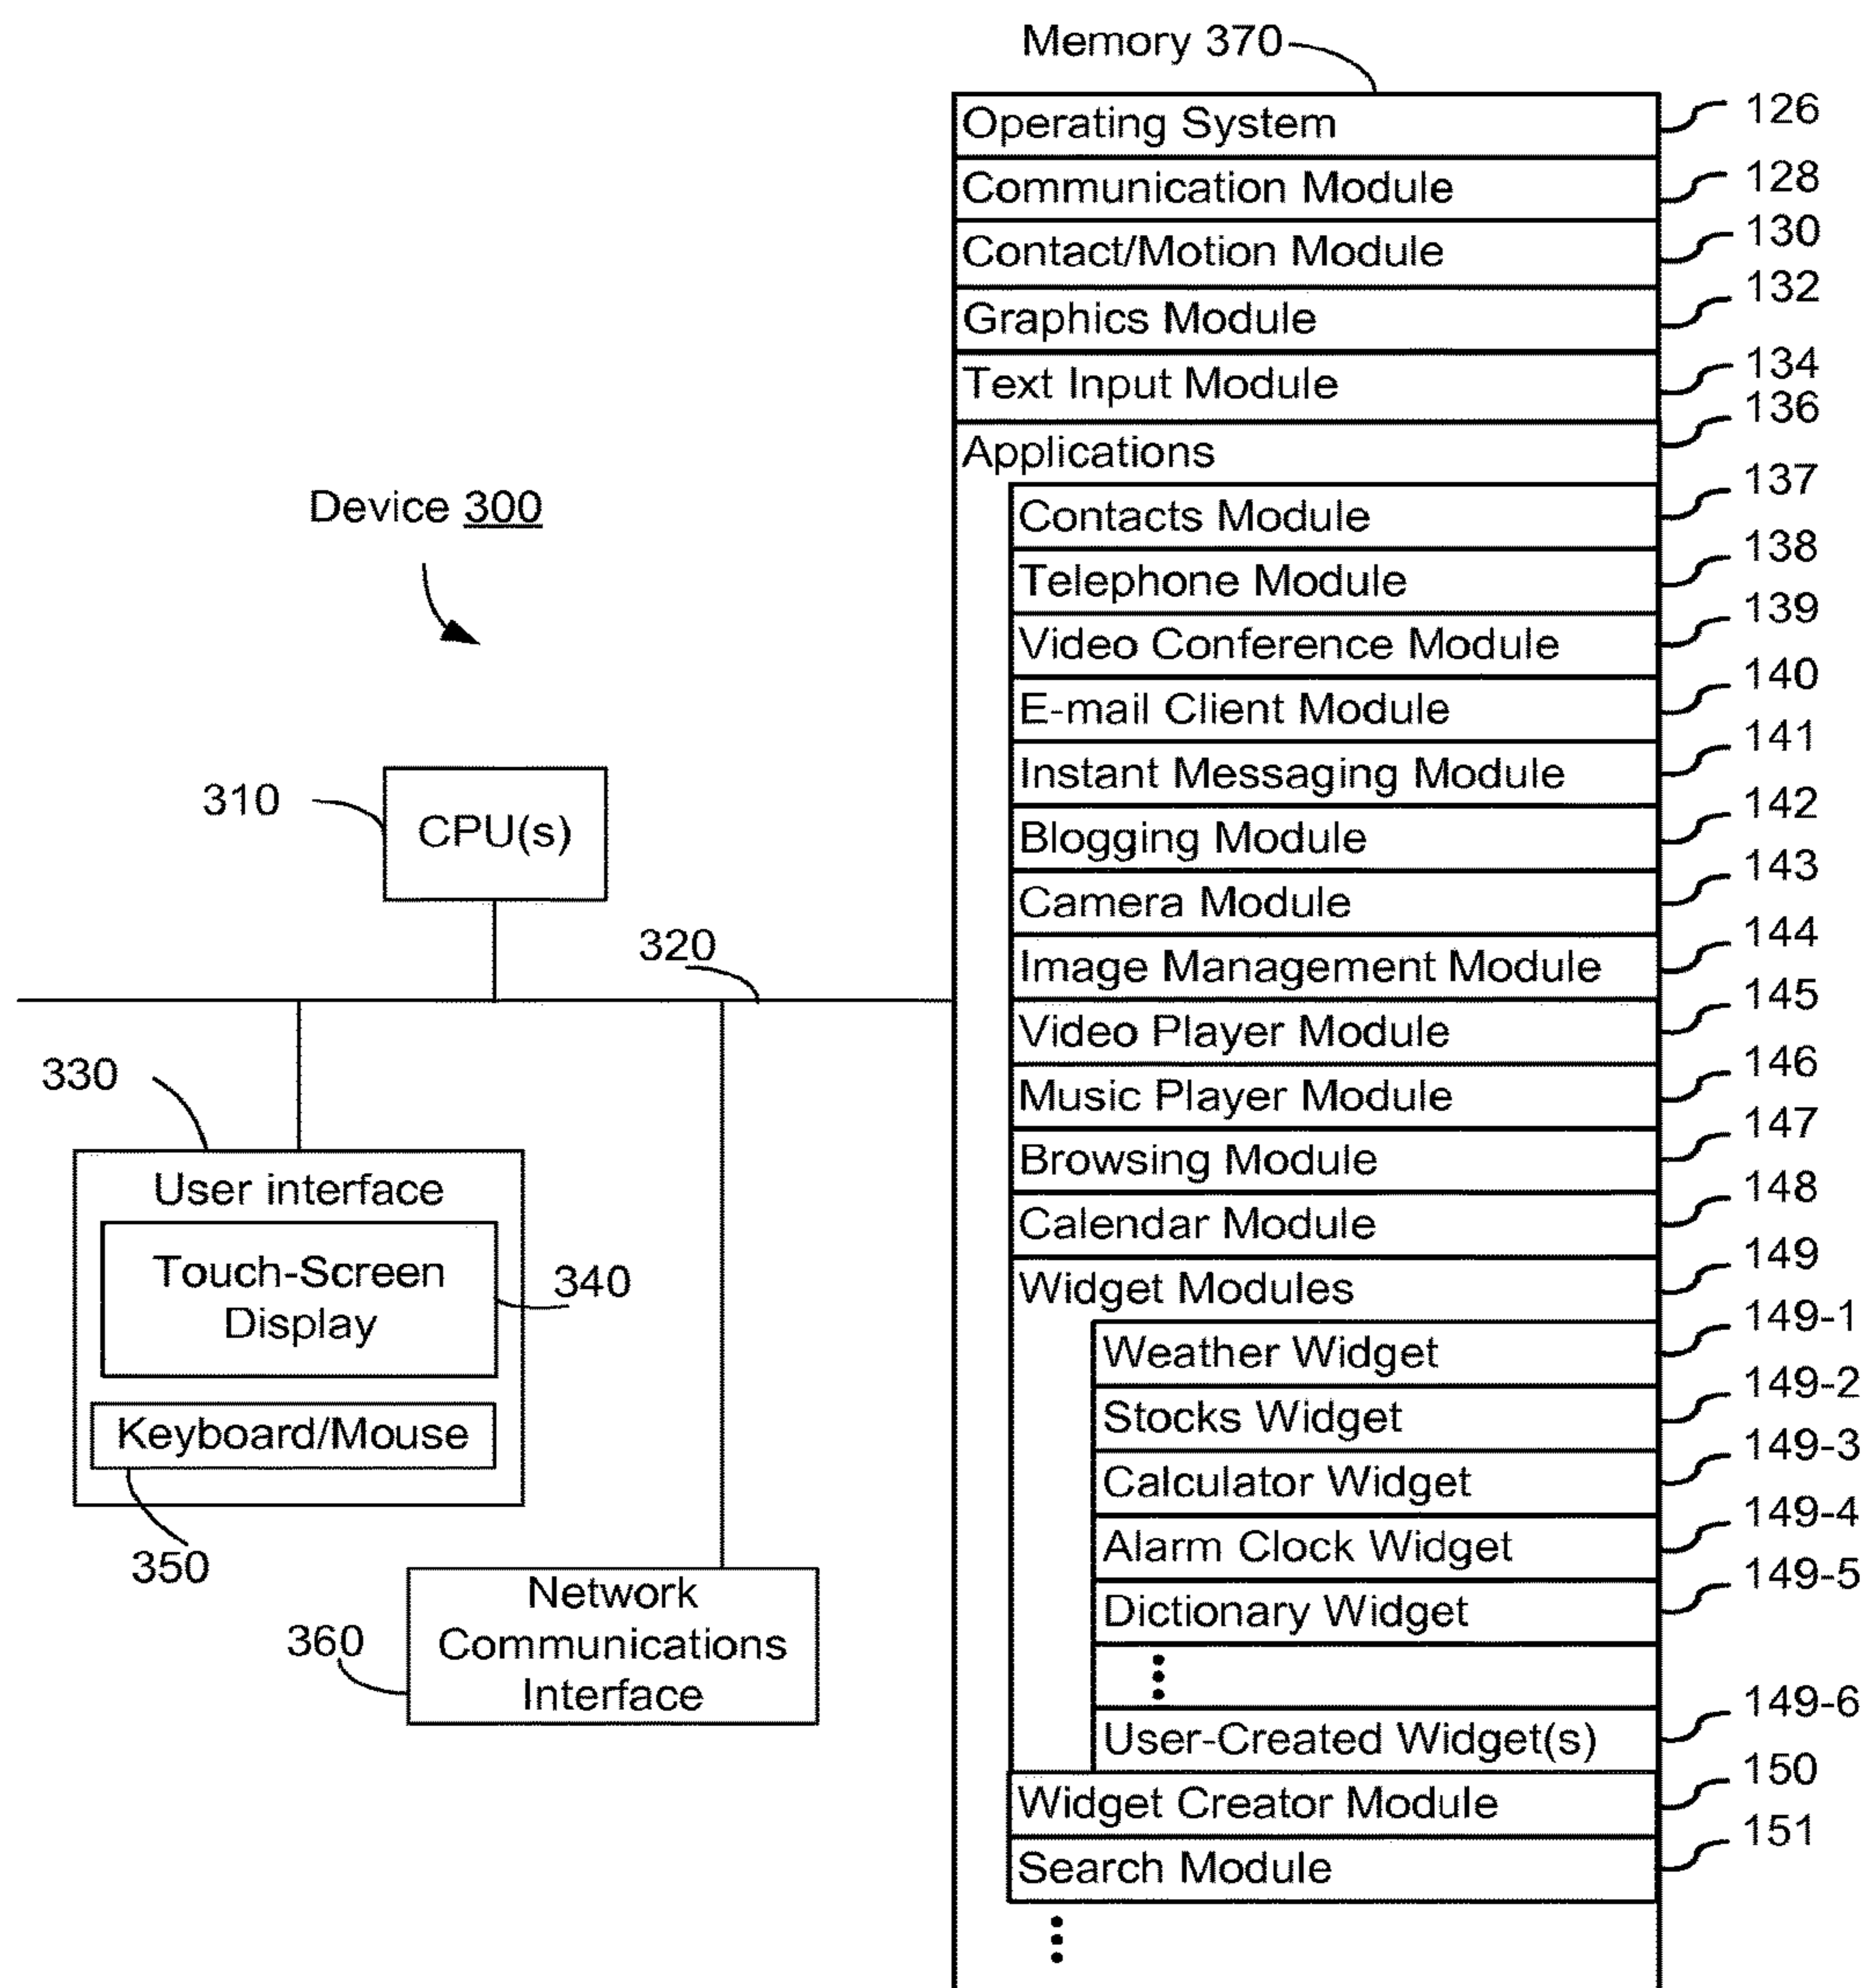 Memory 370
Operating System
126
Communication Module
128
Contact/Motion Module
130
Graphics Module
132
Text Input Module
134
Applications
136
Contacts Module
137
Telephone Module
138
Video Conference Module
139
E-mail Client Module
140
Instant Messaging Module
141
Blogging Module
142
Camera Module
143
Image Management Module
144
Video Player Module
145
Music Player Module
146
Browsing Module
147
Calendar Module
148
Widget Modules
149
Weather Widget
149-1
Stocks Widget
149-2
Calculator Widget
149-3
Alarm Clock Widget
149-4
Dictionary Widget
149-5
User-Created Widget(s)
149-6
Widget Creator Module
150
Search Module
151
Device 300
310
CPU(s)
320
330
User interface
Touch-Screen
Display
340
Keyboard/Mouse
350
Network
Communications
Interface
360